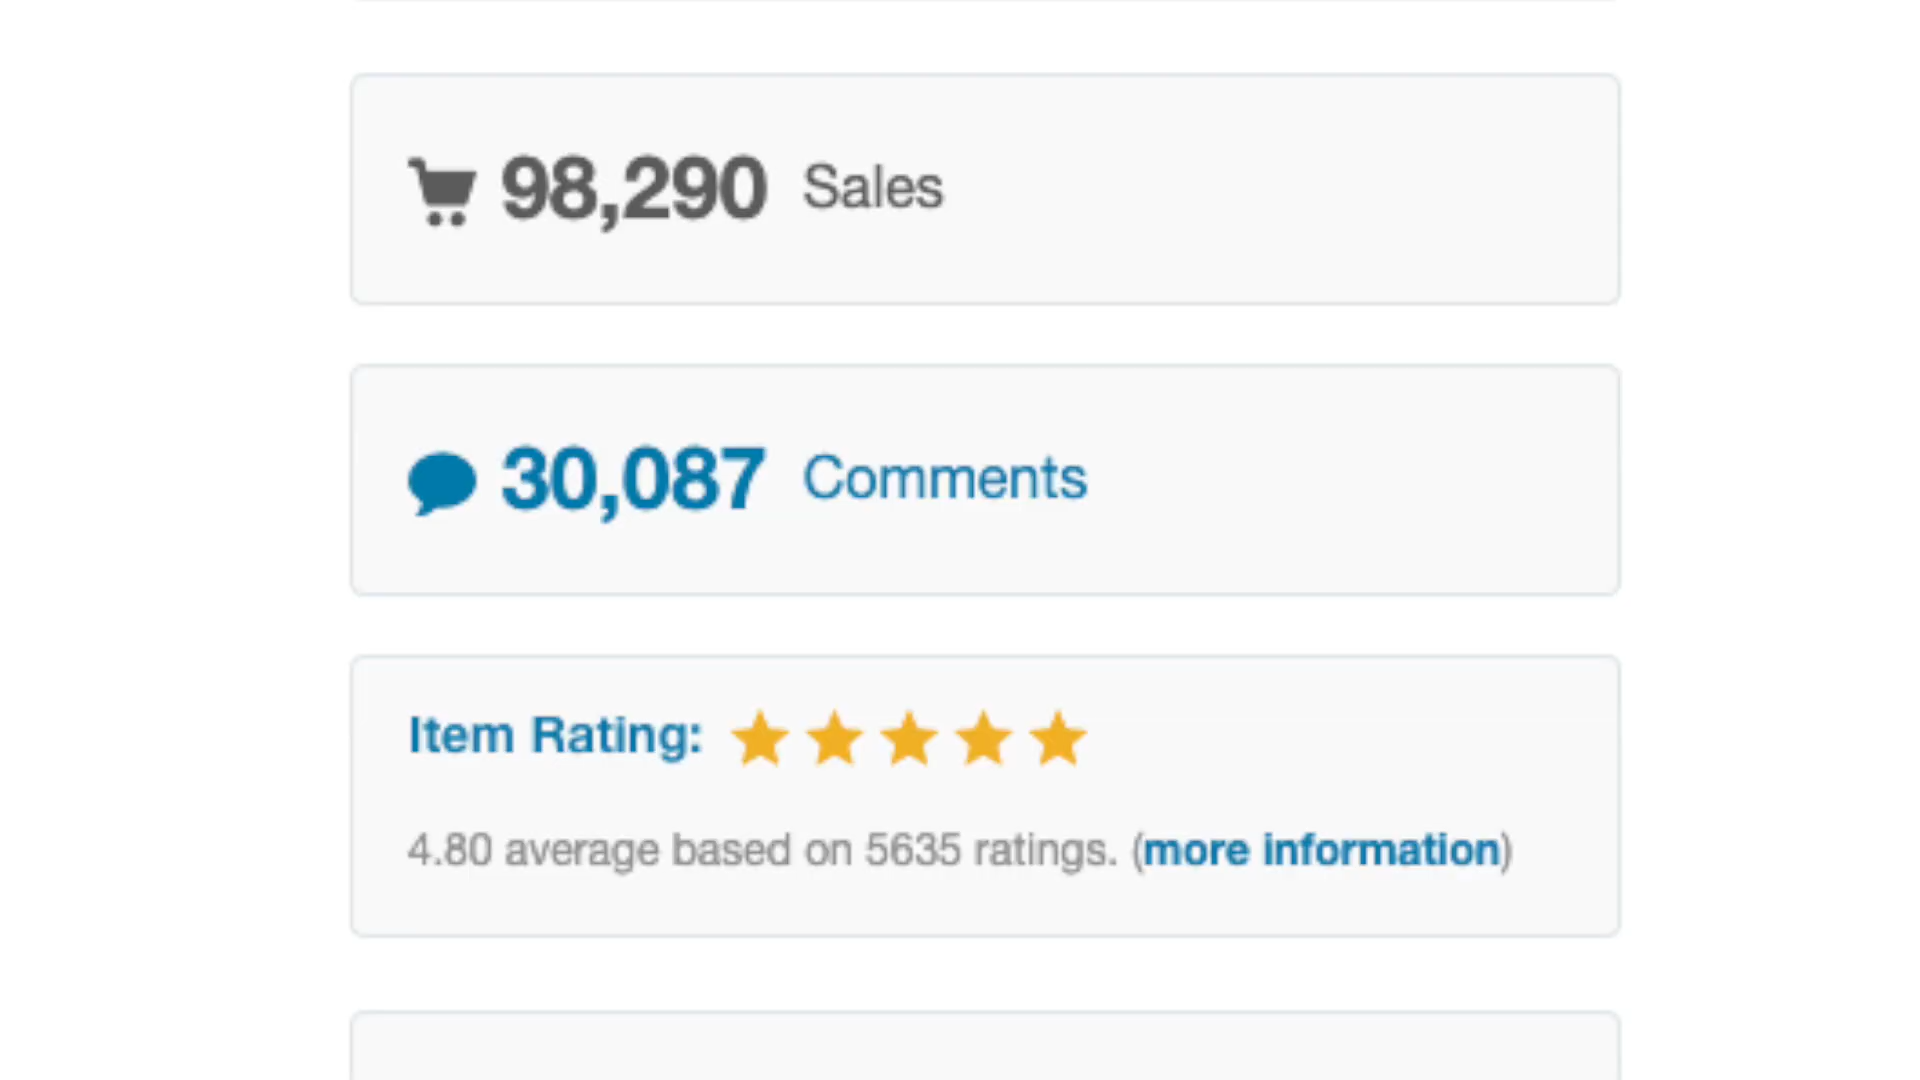 98,290 Sales
30,087 Comments
Item Rating:
4.80 average based on 5635 ratings. (more information)